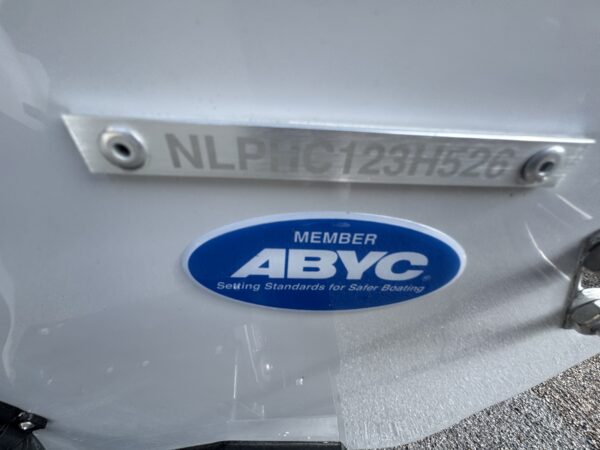 NLPHC123H526
MEMBER
ABYC®
Setting Standards for Safer Boating